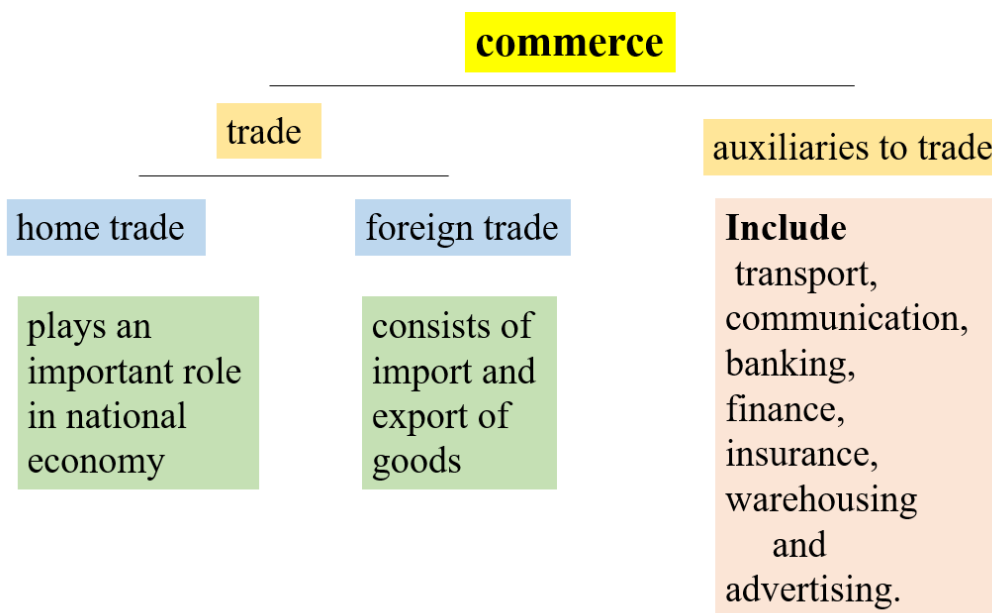 commerce
trade
auxiliaries to trade
home trade
foreign trade
plays an
important role
in national
economy
consists of
import and
export of
goods
Include
transport,
communication,
banking,
finance,
insurance,
warehousing
and
advertising.